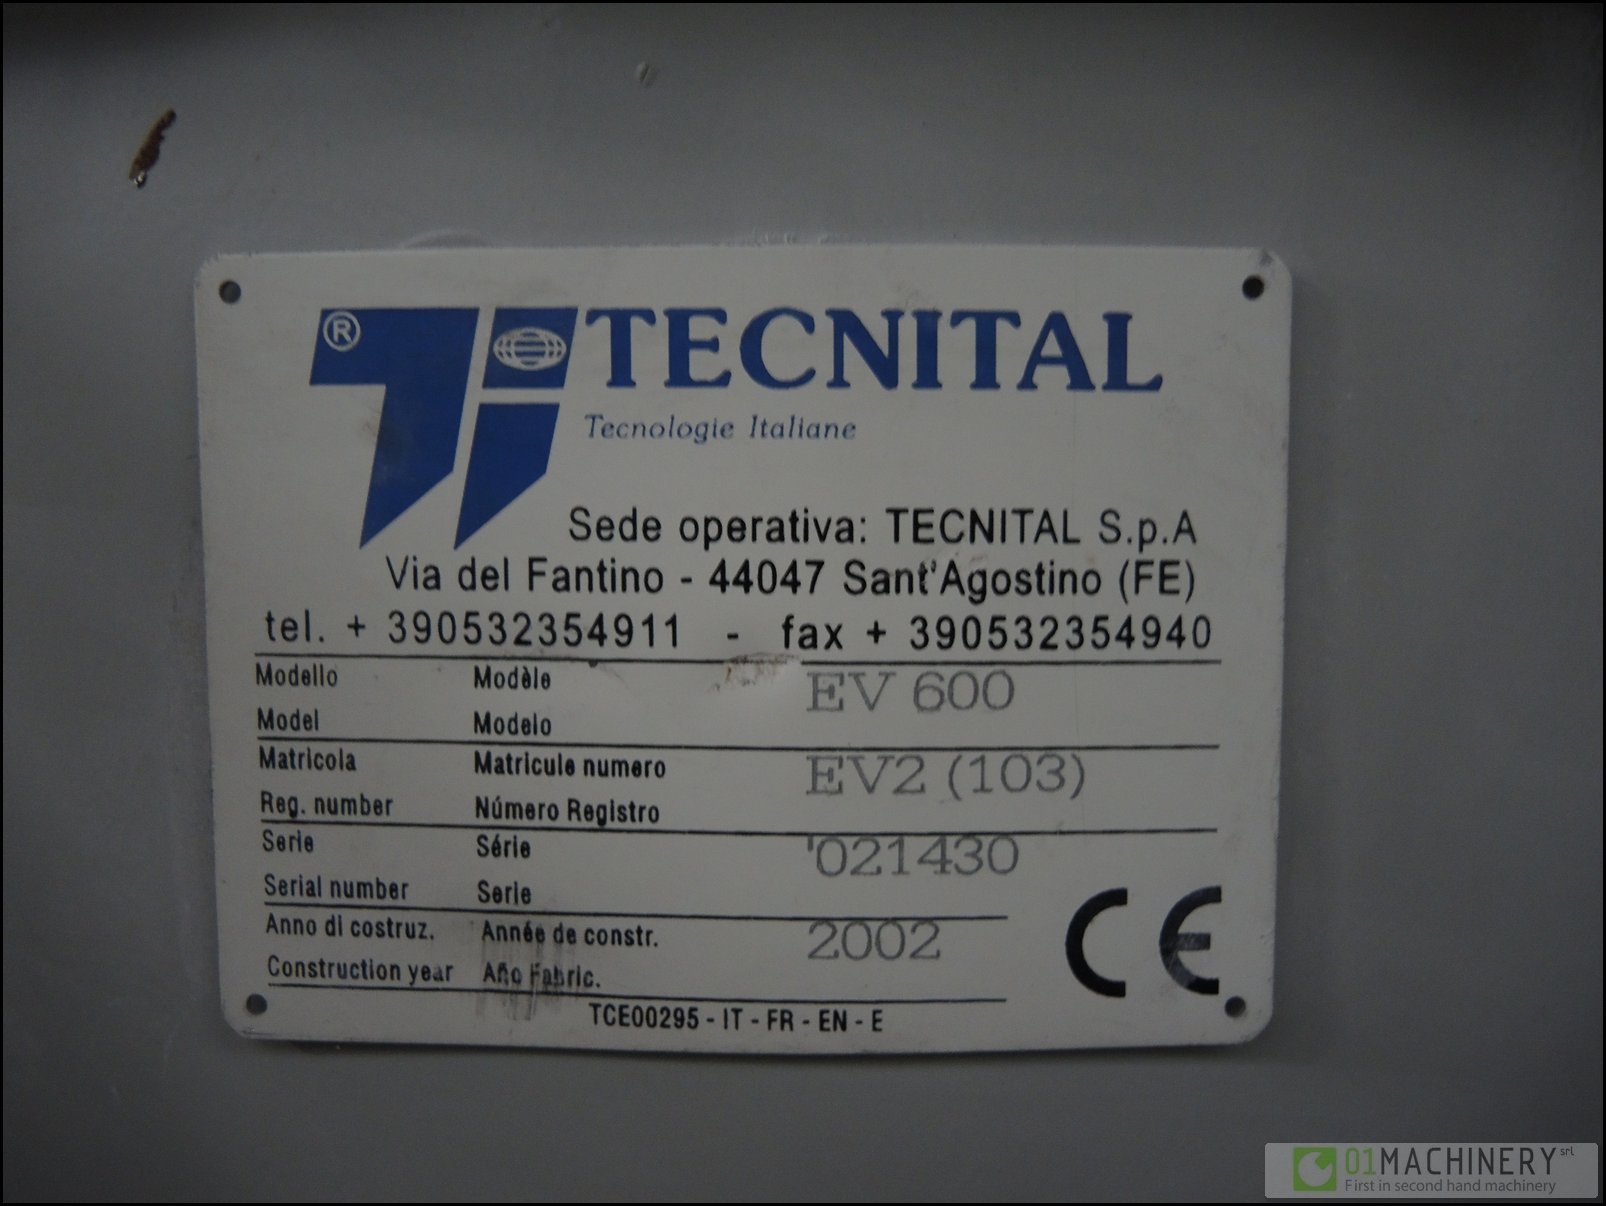 ® TECNITAL
Tecnologie Italiane
Sede operativa: TECNITAL S.p.A
Via del Fantino - 44047 Sant'Agostino (FE)
tel. + 390532354911 - fax + 390532354940
Modello Modèle EV 600
Model Modelo
Matricola Matricule numero EV2 (103)
Reg. number Número Registro
Serie Série '021430
Serial number Serie
Anno di costruz. Année de constr. 2002
Construction year Año Fabric.
CE
TCE00295 - IT - FR - EN - E
01MACHINERY srl
First in second hand machinery